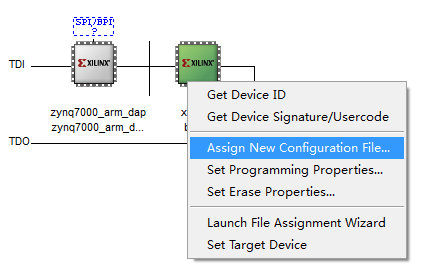 SPI/BPI
?
XILINX
XILINX
TDI
zynq7000_arm_dap
zynq7000_arm_d...
TDO
Get Device ID
Get Device Signature/Usercode
Assign New Configuration File...
Set Programming Properties...
Set Erase Properties...
Launch File Assignment Wizard
Set Target Device